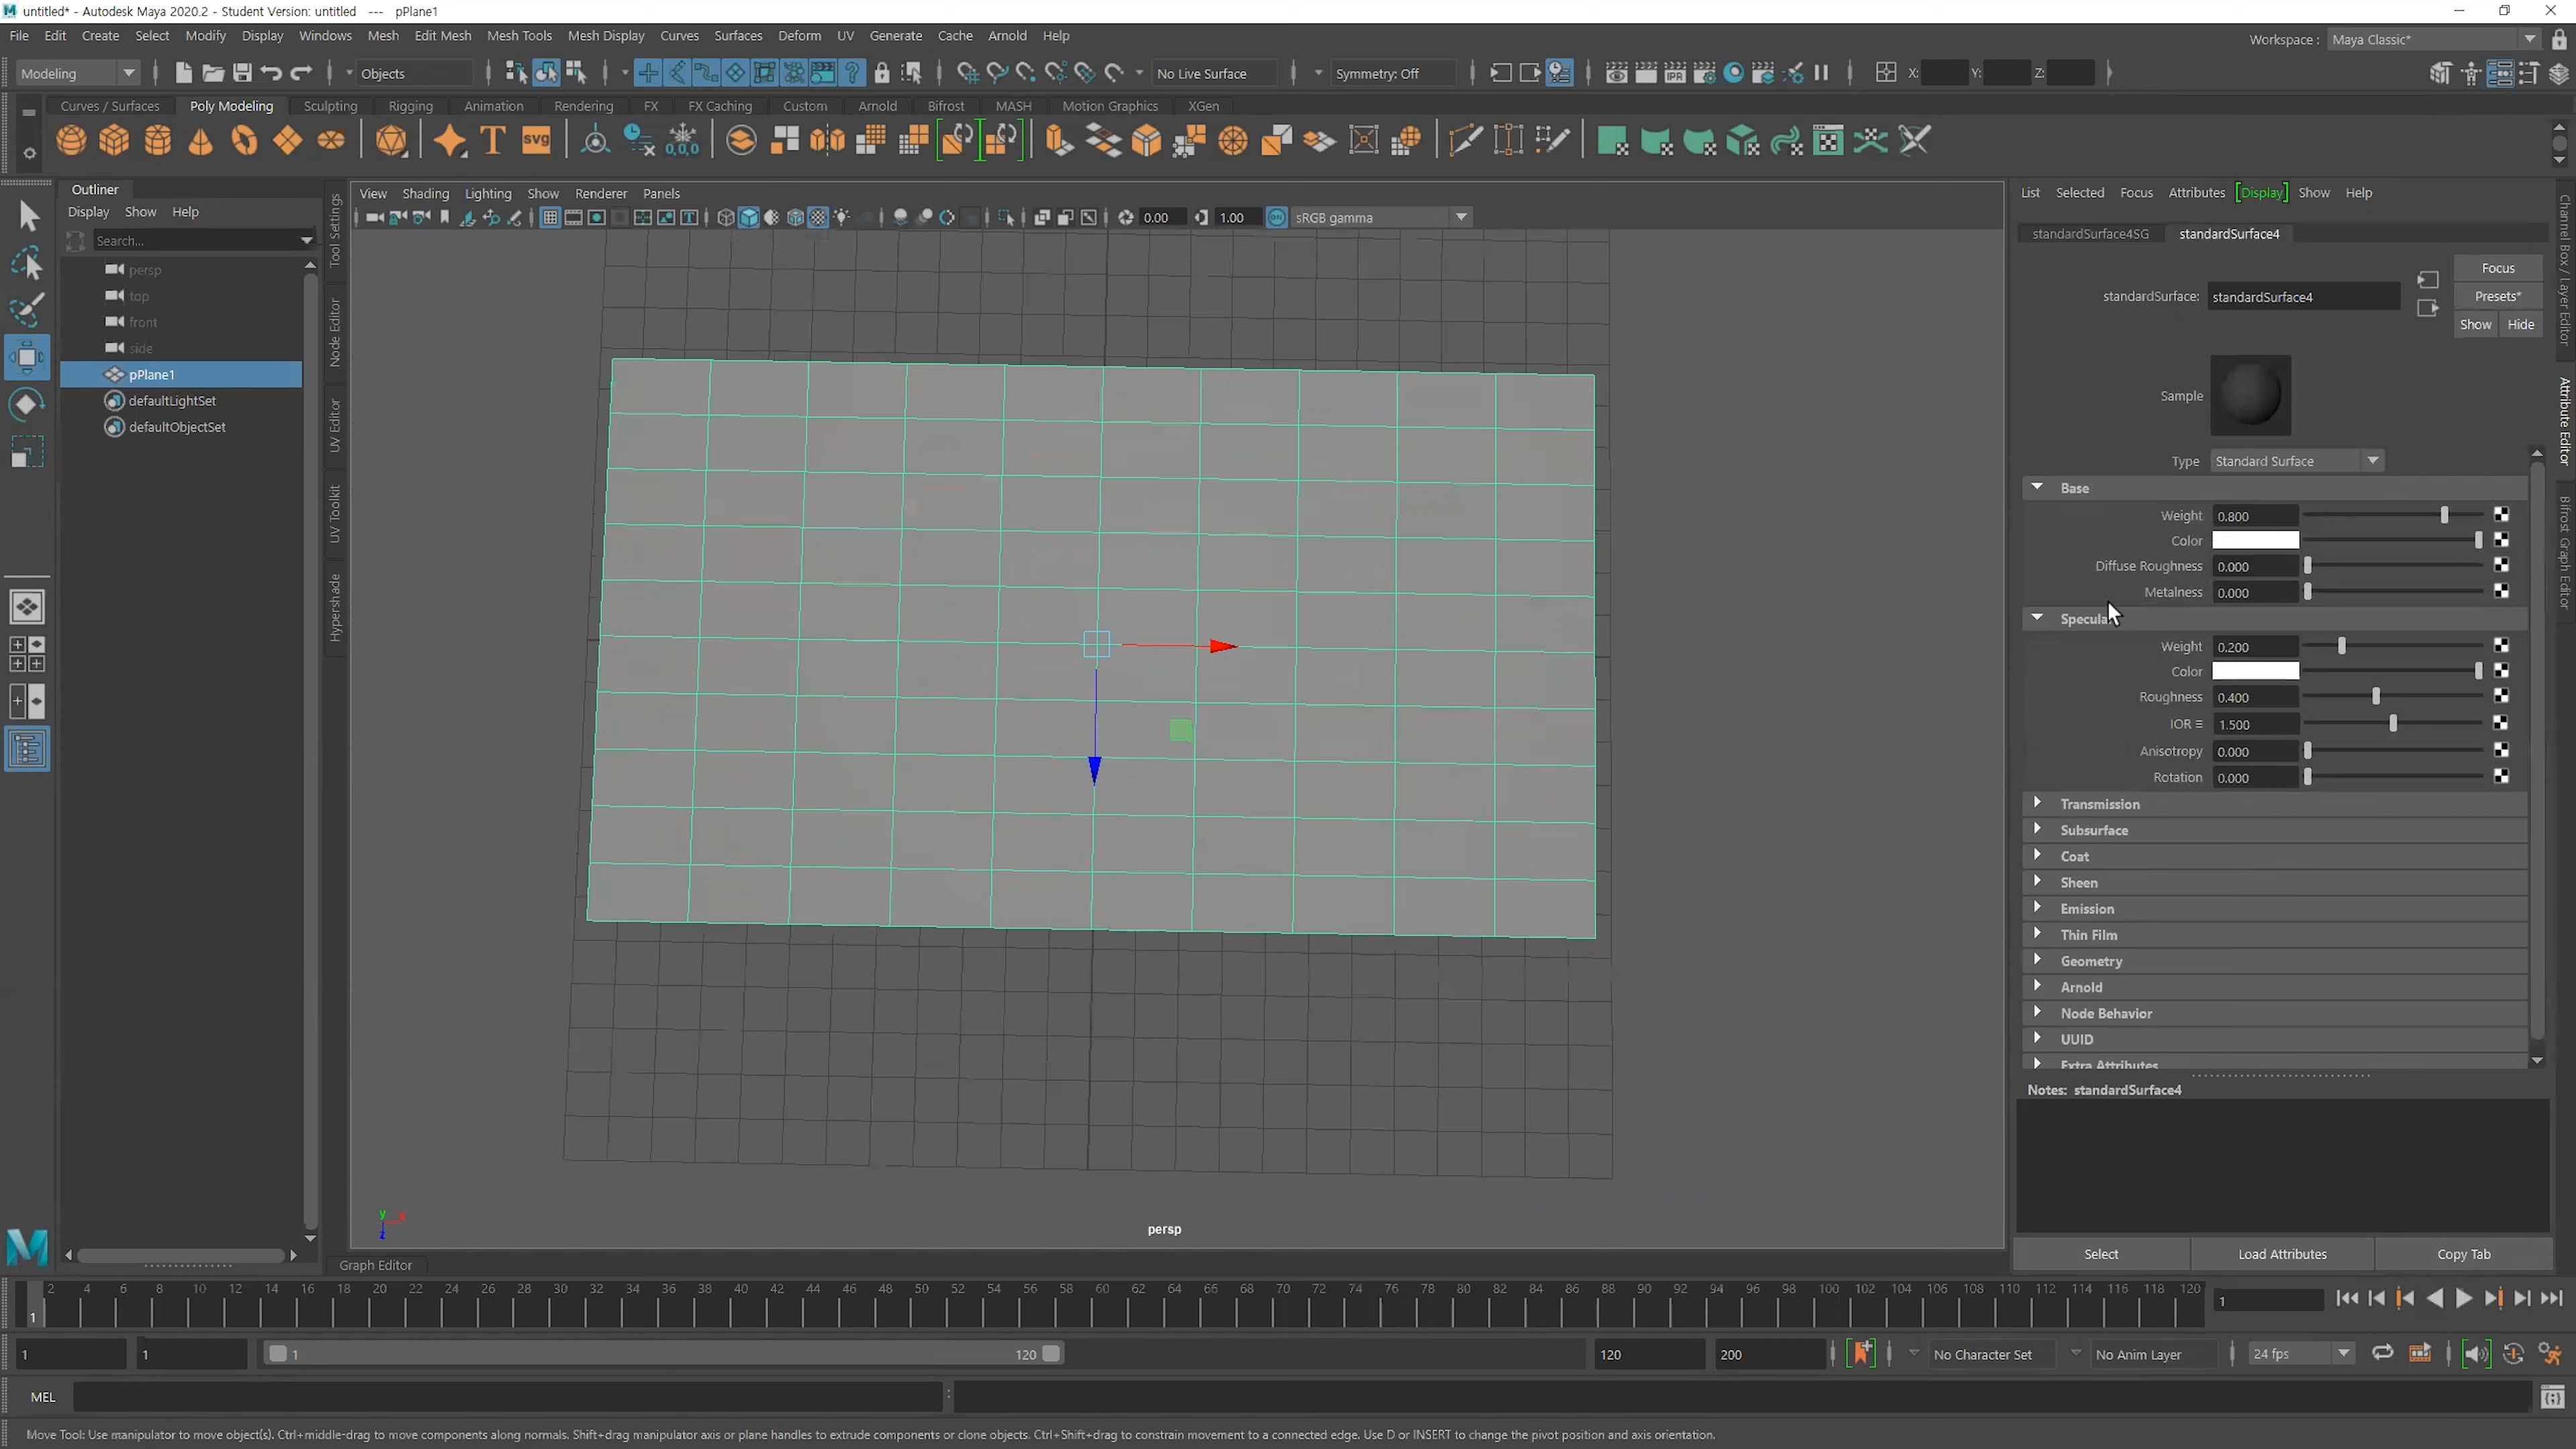 untitled* - Autodesk Maya 2020.2 - Student Version: untitled --- pPlane1
File Edit Create Select Modify Display Windows Mesh Edit Mesh Mesh Tools Mesh Display Curves Surfaces Deform UV Generate Cache Arnold Help
Workspace : Maya Classic*
Modeling Objects No Live Surface Symmetry: Off IPR X: Y: Z:
Curves / Surfaces Poly Modeling Sculpting Rigging Animation Rendering FX FX Caching Custom Arnold Bifrost MASH Motion Graphics XGen
T SVG 0,0,0
Outliner
Display Show Help
Search...
persp
top
front
side
pPlane1
defaultLightSet
defaultObjectSet
Tool Settings
Node Editor
UV Editor
UV Toolkit
Hypershade
View Shading Lighting Show Renderer Panels
0.00 1.00 ON sRGB gamma
y x
z
persp
Graph Editor
List Selected Focus Attributes Display Show Help
standardSurface4SG standardSurface4
standardSurface: standardSurface4
Focus
Presets*
Show Hide
Sample
Type Standard Surface
Base
Weight 0.800
Color
Diffuse Roughness 0.000
Metalness 0.000
Specula
Weight 0.200
Color
Roughness 0.400
IOR = 1.500
Anisotropy 0.000
Rotation 0.000
Transmission
Subsurface
Coat
Sheen
Emission
Thin Film
Geometry
Arnold
Node Behavior
UUID
Extra Attributes
Notes: standardSurface4
Select Load Attributes Copy Tab
Channel Box / Layer Editor
Attribute Editor
Bifrost Graph Editor
2 4 6 8 10 12 14 16 18 20 22 24 26 28 30 32 34 36 38 40 42 44 46 48 50 52 54 56 58 60 62 64 66 68 70 72 74 76 78 80 82 84 86 88 90 92 94 96 98 100 102 104 106 108 110 112 114 116 118 120
1 1
1 1 1 120 120 200 No Character Set No Anim Layer 24 fps
MEL
Move Tool: Use manipulator to move object(s). Ctrl+middle-drag to move components along normals. Shift+drag manipulator axis or plane handles to extrude components or clone objects. Ctrl+Shift+drag to constrain movement to a connected edge. Use D or INSERT to change the pivot position and axis orientation.